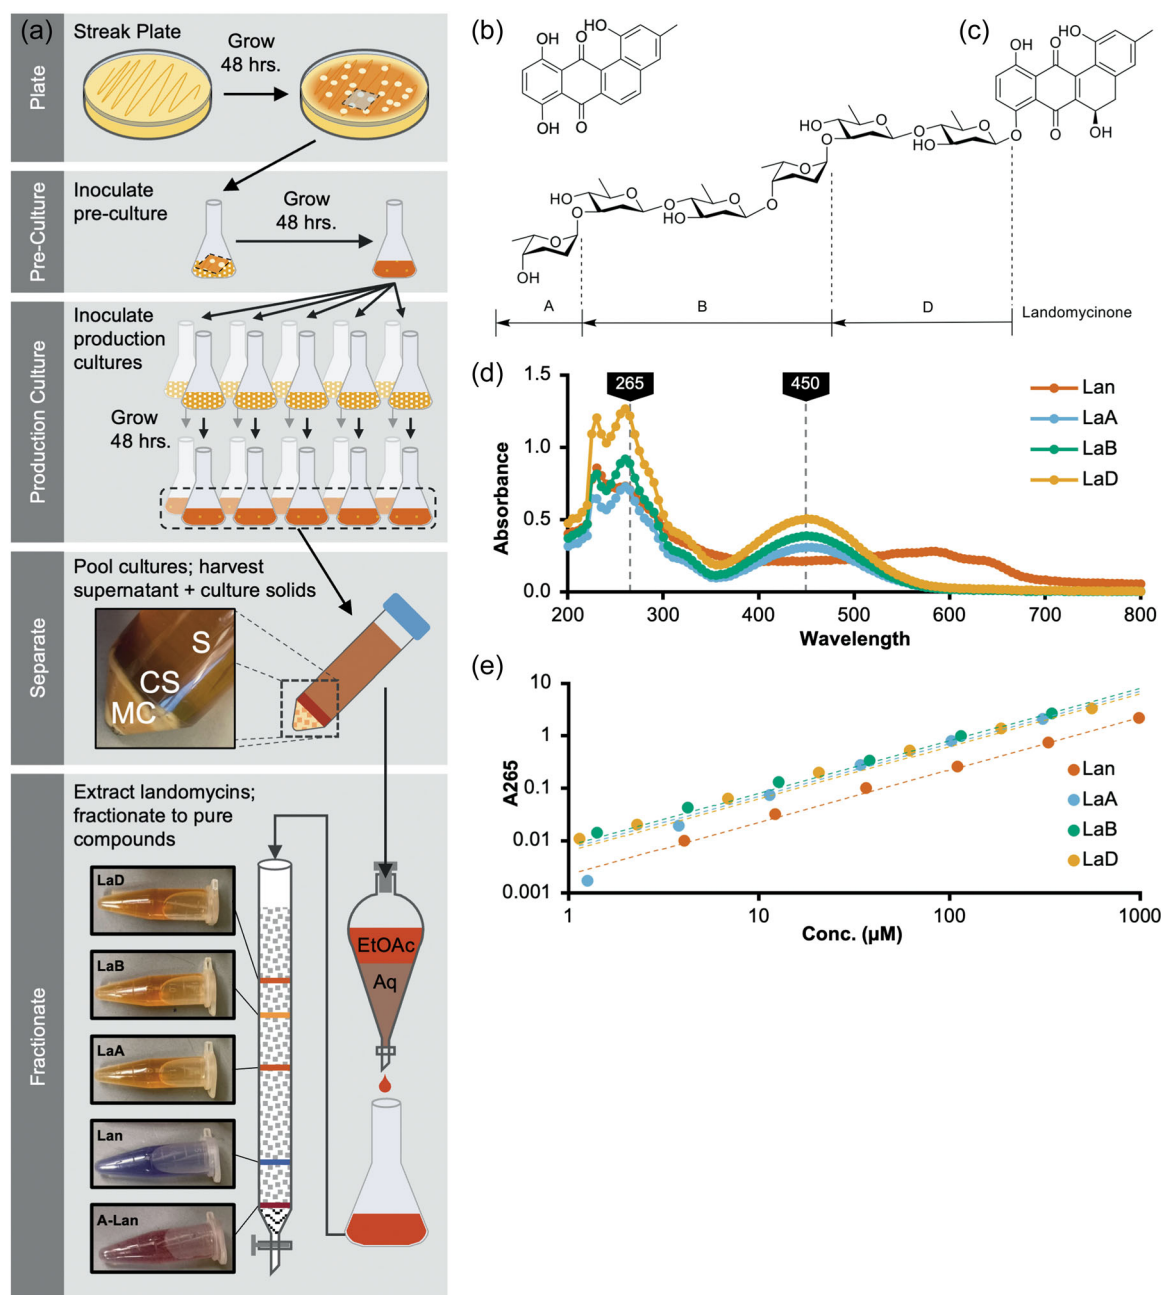 (a)
Plate
Streak Plate
Grow
48 hrs.
Pre-Culture
Inoculate
pre-culture
Grow
48 hrs.
Production Culture
Inoculate
production
cultures
Grow
48 hrs.
Separate
Pool cultures; harvest
supernatant + culture solids
S
CS
MC
Fractionate
Extract landomycins;
fractionate to pure
compounds
LaD
LaB
LaA
Lan
A-Lan
EtOAc
Aq
(b)
OH O HO
OH O
(c)
OH O HO
O O
OH
HO O O O
O HO
O
O
HO O O O
O HO O
O
OH
A B D Landomycinone
(d)
265 450
Absorbance
1.5
1.0
0.5
0.0
200 300 400 500 600 700 800
Wavelength
Lan
LaA
LaB
LaD
(e)
A265
10
1
0.1
0.01
0.001
1 10 100 1000
Conc. (µM)
Lan
LaA
LaB
LaD